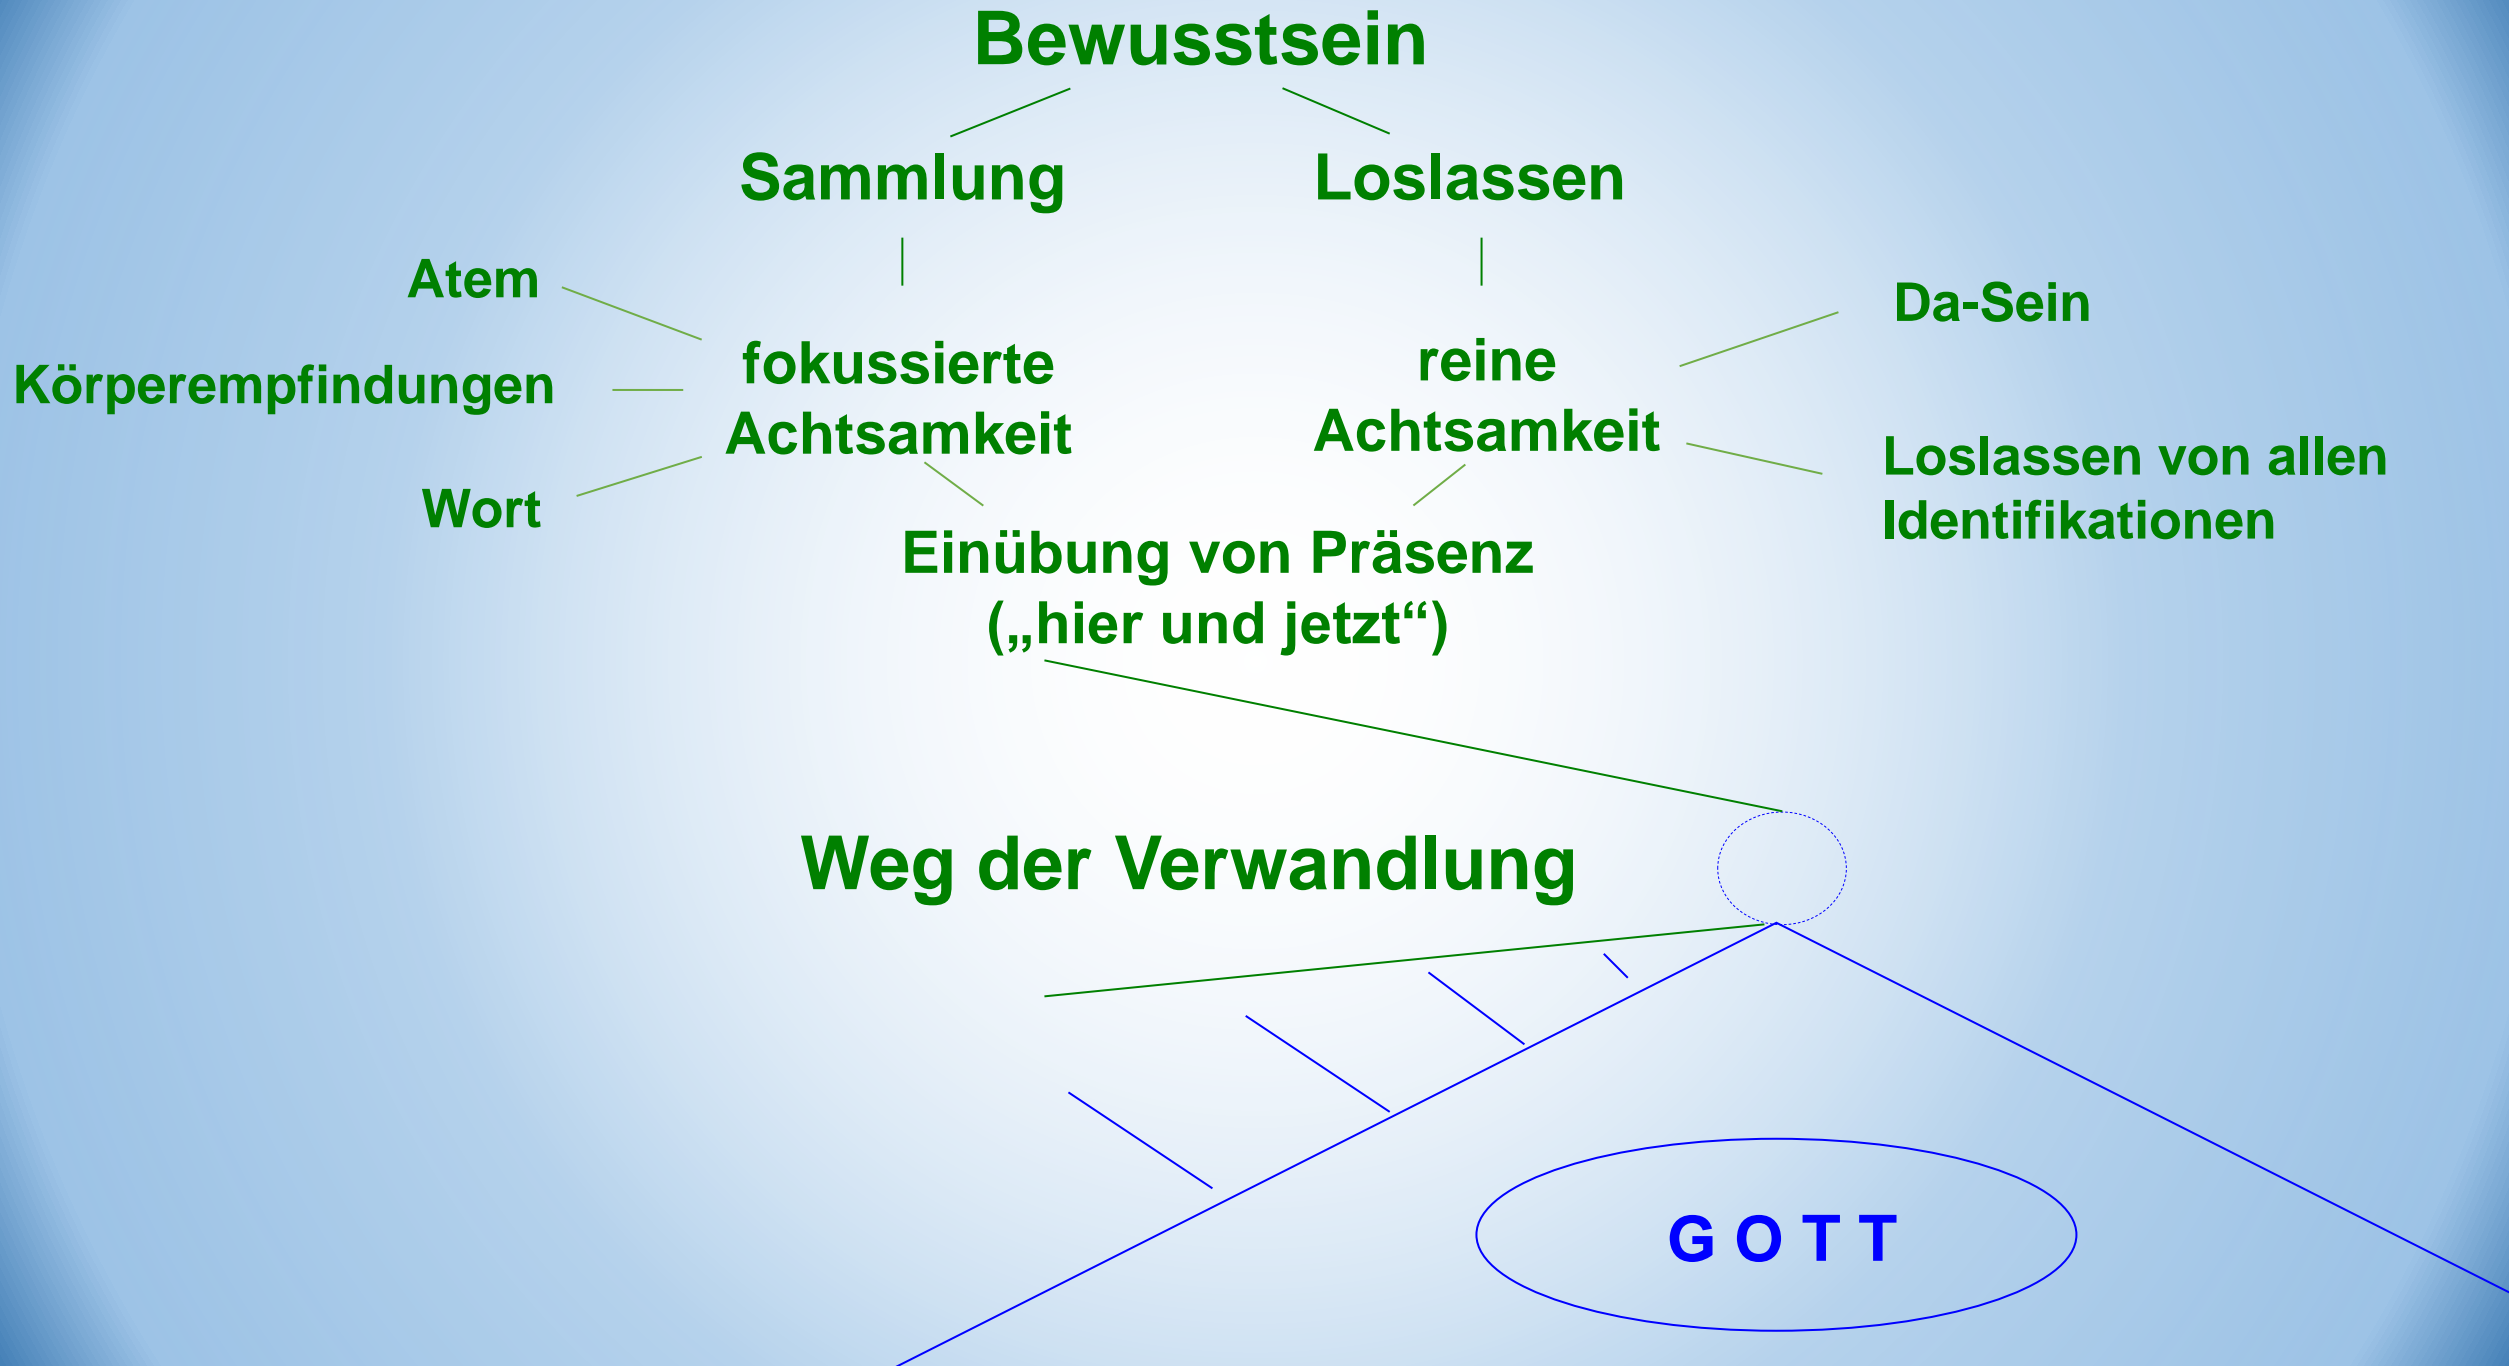 Bewusstsein
Sammlung
Loslassen
Atem
Körperempfindungen
Wort
fokussierte
Achtsamkeit
reine
Achtsamkeit
Da-Sein
Loslassen von allen
Identifikationen
Einübung von Präsenz
(„hier und jetzt“)
Weg der Verwandlung
G O T T